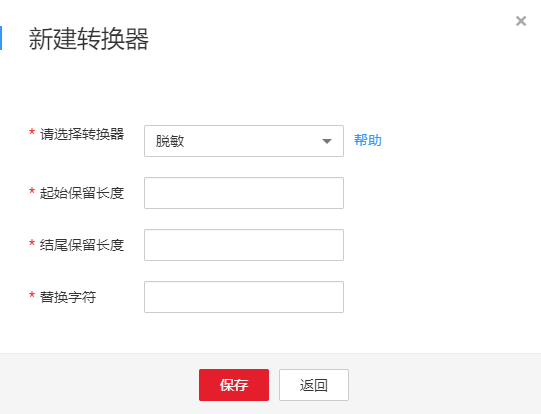 新建转换器
* 请选择转换器 脱敏 帮助
* 起始保留长度
* 结尾保留长度
* 替换字符
保存 返回